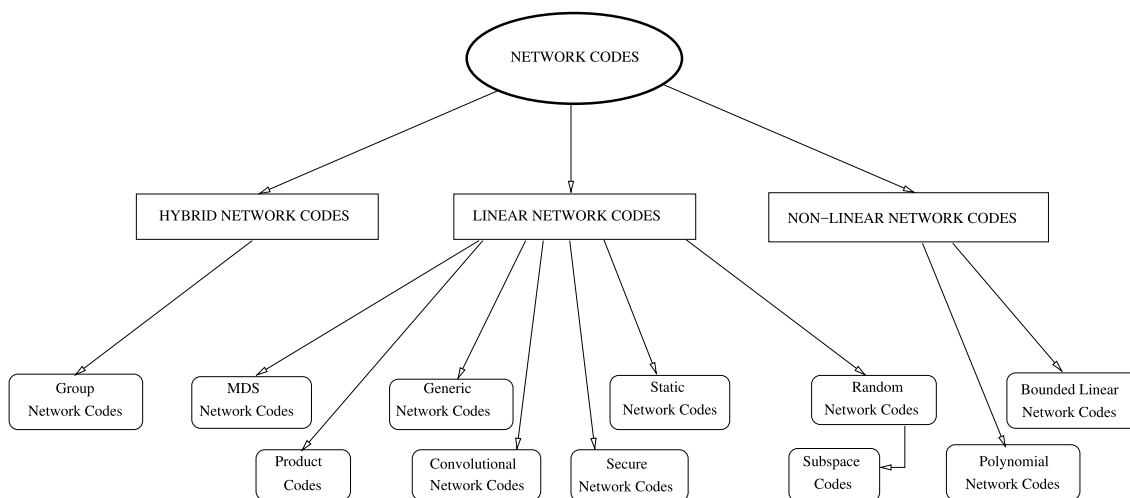 NETWORK CODES
HYBRID NETWORK CODES
LINEAR NETWORK CODES
NON−LINEAR NETWORK CODES
Group
Network Codes
MDS
Network Codes
Generic
Network Codes
Static
Network Codes
Random
Network Codes
Bounded Linear
Network Codes
Product
Codes
Convolutional
Network Codes
Secure
Network Codes
Subspace
Codes
Polynomial
Network Codes